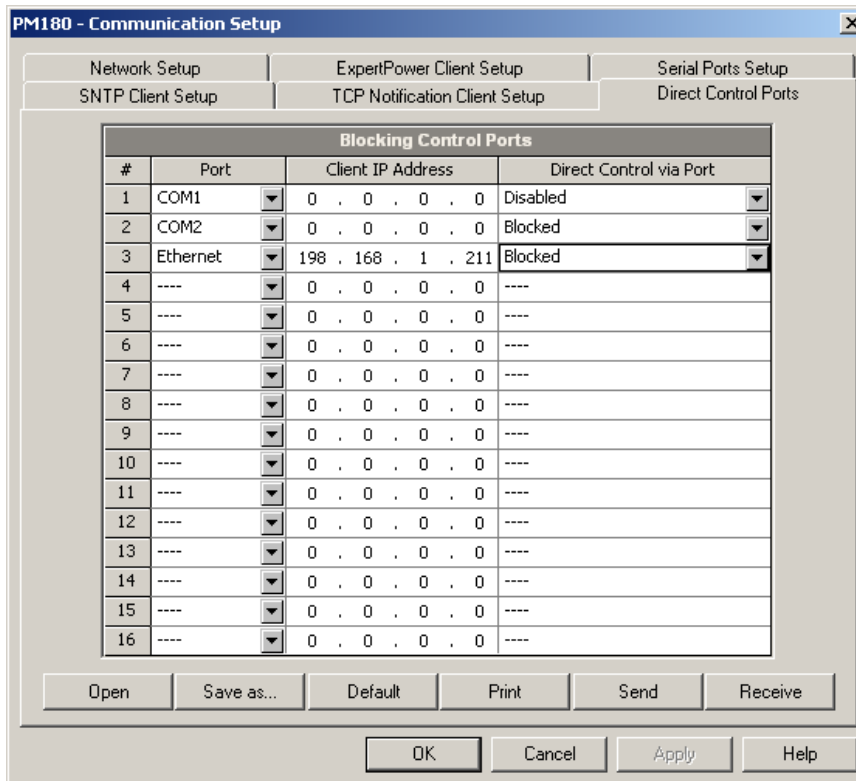 PM180 - Communication Setup
Network Setup ExpertPower Client Setup Serial Ports Setup
SNTP Client Setup TCP Notification Client Setup Direct Control Ports
Blocking Control Ports
# Port Client IP Address Direct Control via Port
1 COM1 0 . 0 . 0 . 0 Disabled
2 COM2 0 . 0 . 0 . 0 Blocked
3 Ethernet 198 . 168 . 1 . 211 Blocked
4 ---- 0 . 0 . 0 . 0 ----
5 ---- 0 . 0 . 0 . 0 ----
6 ---- 0 . 0 . 0 . 0 ----
7 ---- 0 . 0 . 0 . 0 ----
8 ---- 0 . 0 . 0 . 0 ----
9 ---- 0 . 0 . 0 . 0 ----
10 ---- 0 . 0 . 0 . 0 ----
11 ---- 0 . 0 . 0 . 0 ----
12 ---- 0 . 0 . 0 . 0 ----
13 ---- 0 . 0 . 0 . 0 ----
14 ---- 0 . 0 . 0 . 0 ----
15 ---- 0 . 0 . 0 . 0 ----
16 ---- 0 . 0 . 0 . 0 ----
Open Save as... Default Print Send Receive
OK Cancel Apply Help